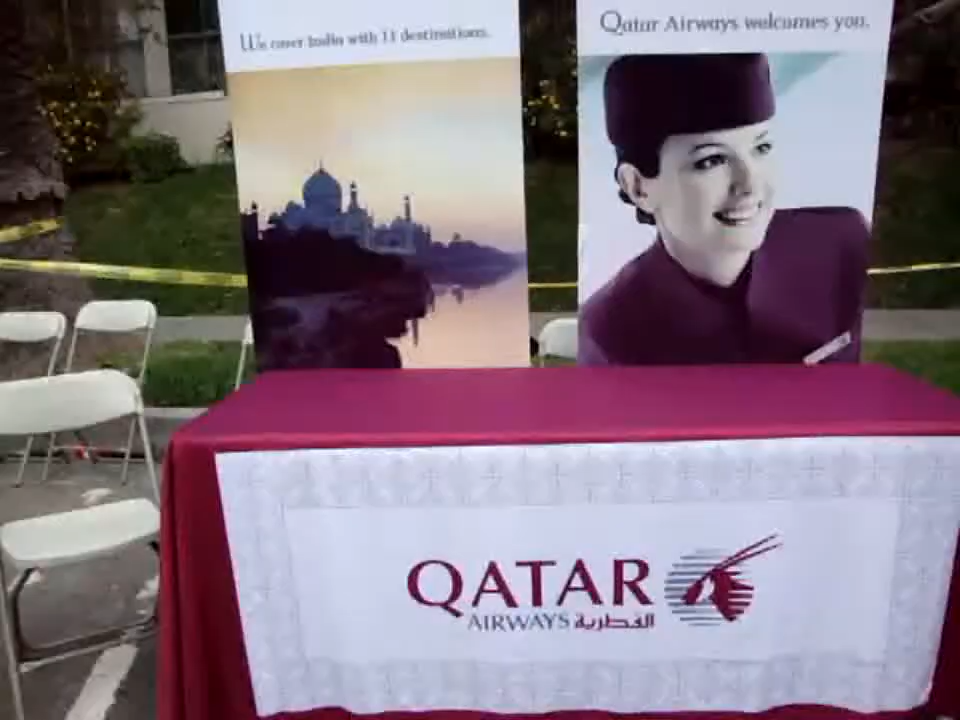 We cover India with 11 destinations.
Qatar Airways welcomes you.
QATAR
AIRWAYS القطرية